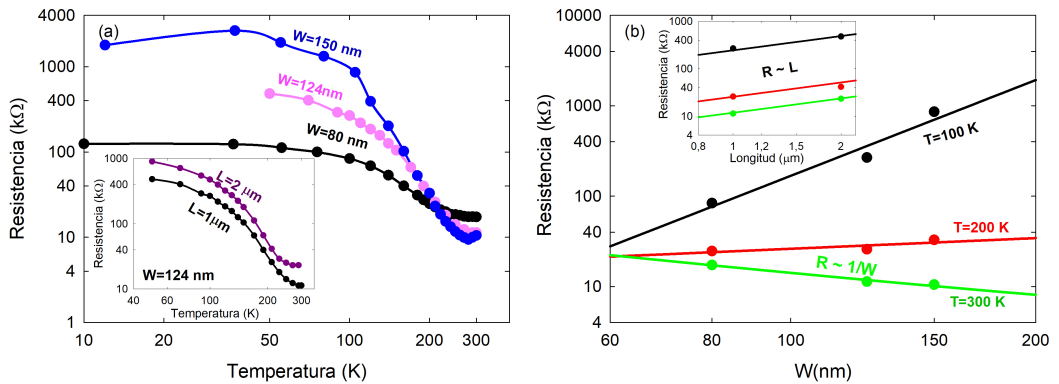 (a)
4000
1000
400
100
40
10
4
1
Resistencia (kΩ)
10
50
100
200
300
Temperatura (K)
W=150 nm
W=124nm
W=80 nm
1000
400
100
40
10
Resistencia (kΩ)
L=2 μm
L=1μm
W=124 nm
40
60
100
200
300
Temperatura (K)
(b)
10000
4000
1000
400
100
40
10
4
Resistencia (kΩ)
60
80
100
150
200
W(nm)
T=100 K
T=200 K
R ~ 1/W
T=300 K
1000
400
100
40
10
4
Resistencia (kΩ)
R ~ L
0,8
1
1,2
1,5
2
Longitud (μm)